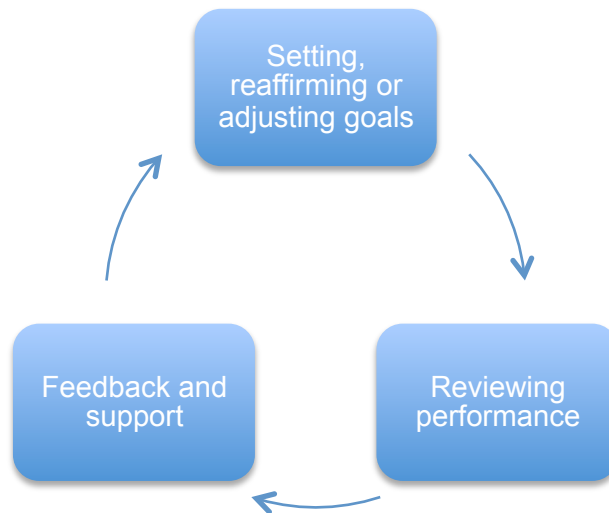 Setting,
reaffirming or
adjusting goals
Feedback and
support
Reviewing
performance